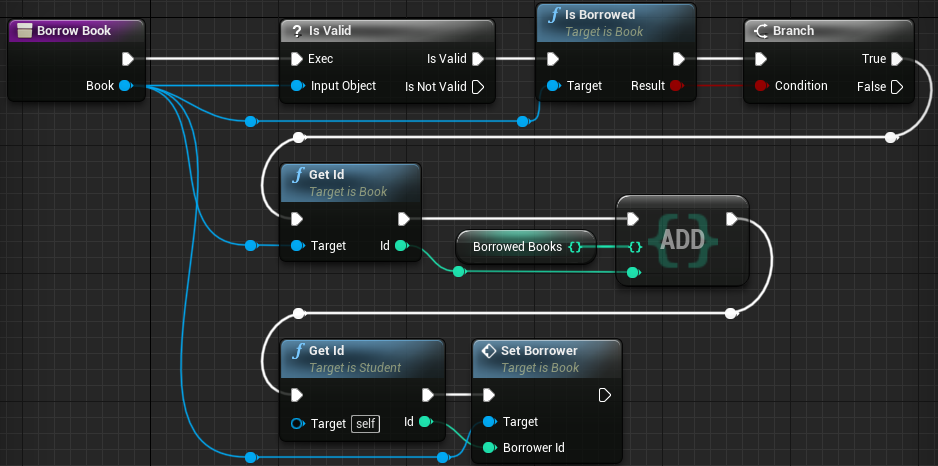 Borrow Book
Book
? Is Valid
Exec
Is Valid
Input Object
Is Not Valid
f Is Borrowed
Target is Book
Target
Result
Branch
True
Condition
False
f Get Id
Target is Book
Target
Id
Borrowed Books {}
{}
{ADD}
f Get Id
Target is Student
Target self
Id
Set Borrower
Target is Book
Target
Borrower Id